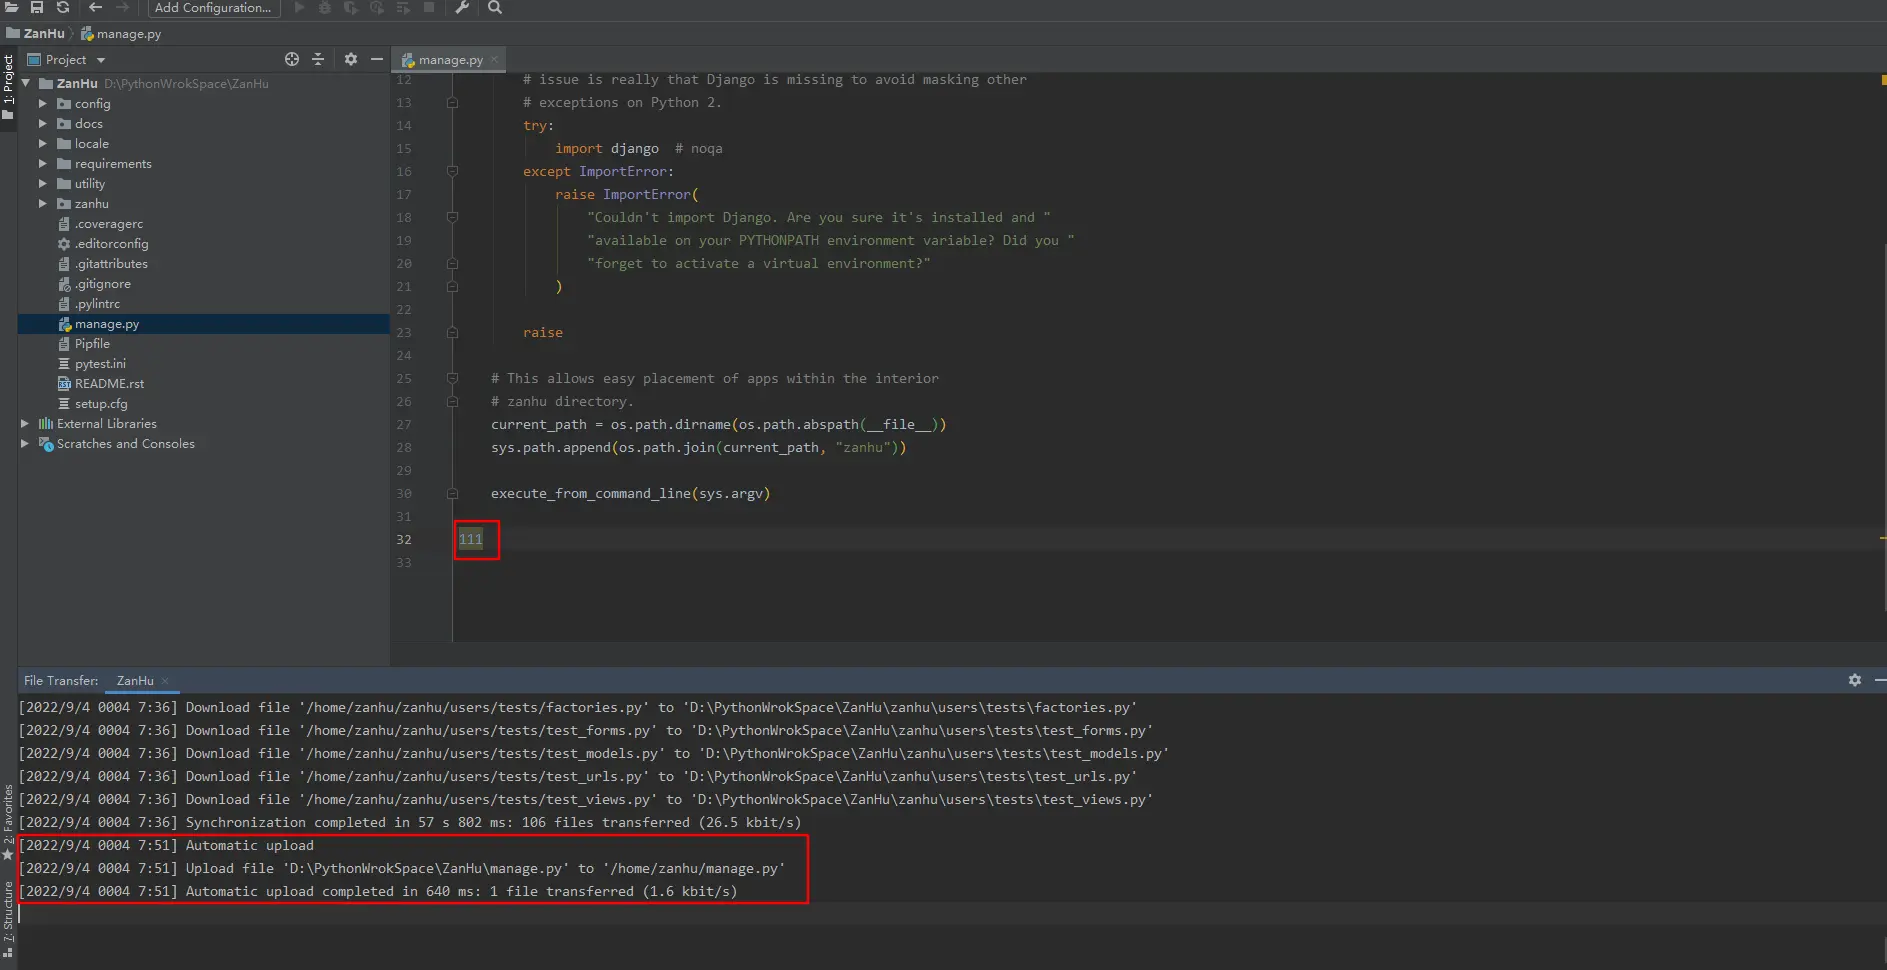 Add Configuration...
ZanHu
manage.py
1: Project
Project
manage.py
ZanHu D:\PythonWrokSpace\ZanHu
config
docs
locale
requirements
utility
zanhu
.coveragerc
.editorconfig
.gitattributes
.gitignore
.pylintrc
manage.py
Pipfile
pytest.ini
README.rst
setup.cfg
External Libraries
Scratches and Consoles
12 # issue is really that Django is missing to avoid masking other
13 # exceptions on Python 2.
14 try:
15 import django # noqa
16 except ImportError:
17 raise ImportError(
18 "Couldn't import Django. Are you sure it's installed and "
19 "available on your PYTHONPATH environment variable? Did you "
20 "forget to activate a virtual environment?"
21 )
22
23 raise
24
25 # This allows easy placement of apps within the interior
26 # zanhu directory.
27 current_path = os.path.dirname(os.path.abspath(__file__))
28 sys.path.append(os.path.join(current_path, "zanhu"))
29
30 execute_from_command_line(sys.argv)
31
32 111
33
File Transfer: ZanHu
[2022/9/4 0004 7:36] Download file '/home/zanhu/zanhu/users/tests/factories.py' to 'D:\PythonWrokSpace\ZanHu\zanhu\users\tests\factories.py'
[2022/9/4 0004 7:36] Download file '/home/zanhu/zanhu/users/tests/test_forms.py' to 'D:\PythonWrokSpace\ZanHu\zanhu\users\tests\test_forms.py'
[2022/9/4 0004 7:36] Download file '/home/zanhu/zanhu/users/tests/test_models.py' to 'D:\PythonWrokSpace\ZanHu\zanhu\users\tests\test_models.py'
[2022/9/4 0004 7:36] Download file '/home/zanhu/zanhu/users/tests/test_urls.py' to 'D:\PythonWrokSpace\ZanHu\zanhu\users\tests\test_urls.py'
[2022/9/4 0004 7:36] Download file '/home/zanhu/zanhu/users/tests/test_views.py' to 'D:\PythonWrokSpace\ZanHu\zanhu\users\tests\test_views.py'
[2022/9/4 0004 7:36] Synchronization completed in 57 s 802 ms: 106 files transferred (26.5 kbit/s)
[2022/9/4 0004 7:51] Automatic upload
[2022/9/4 0004 7:51] Upload file 'D:\PythonWrokSpace\ZanHu\manage.py' to '/home/zanhu/manage.py'
[2022/9/4 0004 7:51] Automatic upload completed in 640 ms: 1 file transferred (1.6 kbit/s)
2: Favorites
7: Structure